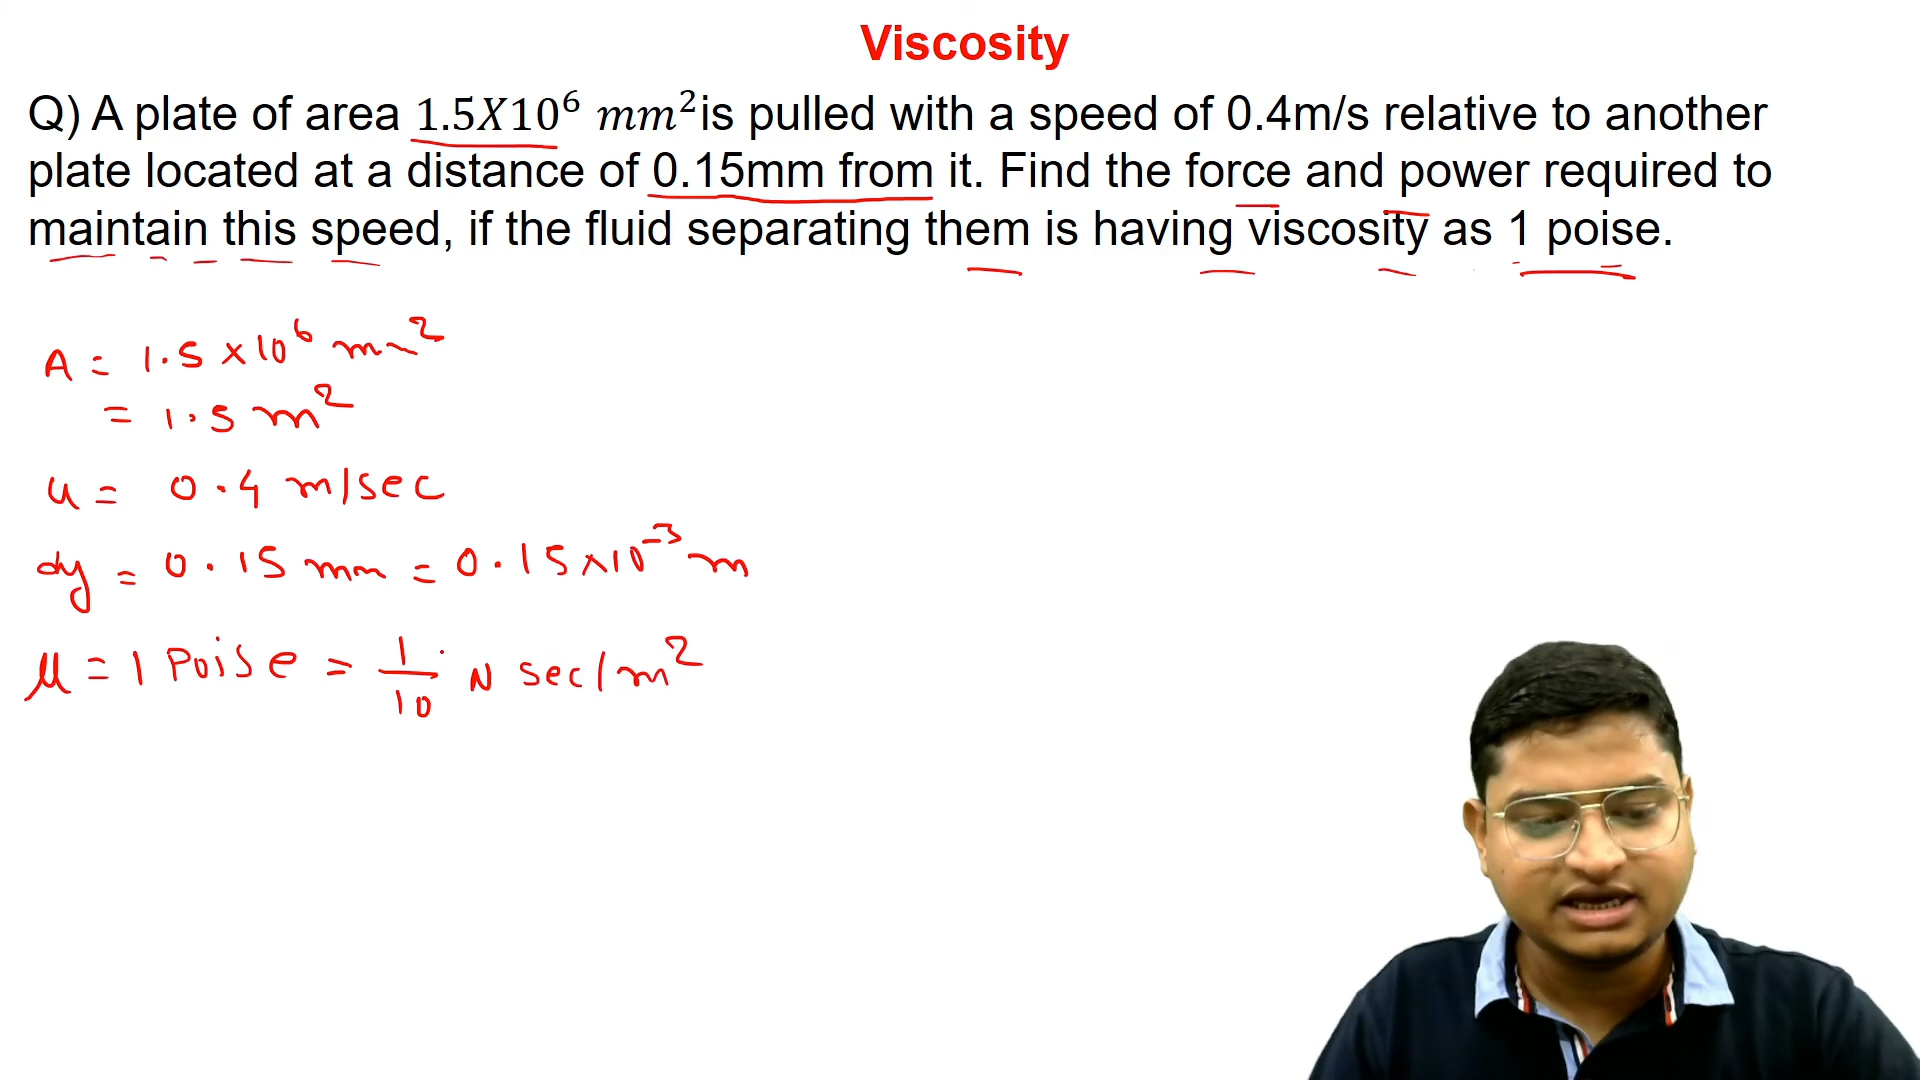 Viscosity
Q) A plate of area 1.5X10⁶ mm² is pulled with a speed of 0.4m/s relative to another
plate located at a distance of 0.15mm from it. Find the force and power required to
maintain this speed, if the fluid separating them is having viscosity as 1 poise.
A = 1.5 × 10⁶ mm²
= 1.5 m²
u = 0.4 m/sec
dy = 0.15 mm = 0.15 × 10⁻³ m
μ = 1 Poise = 1/10 N sec/m²